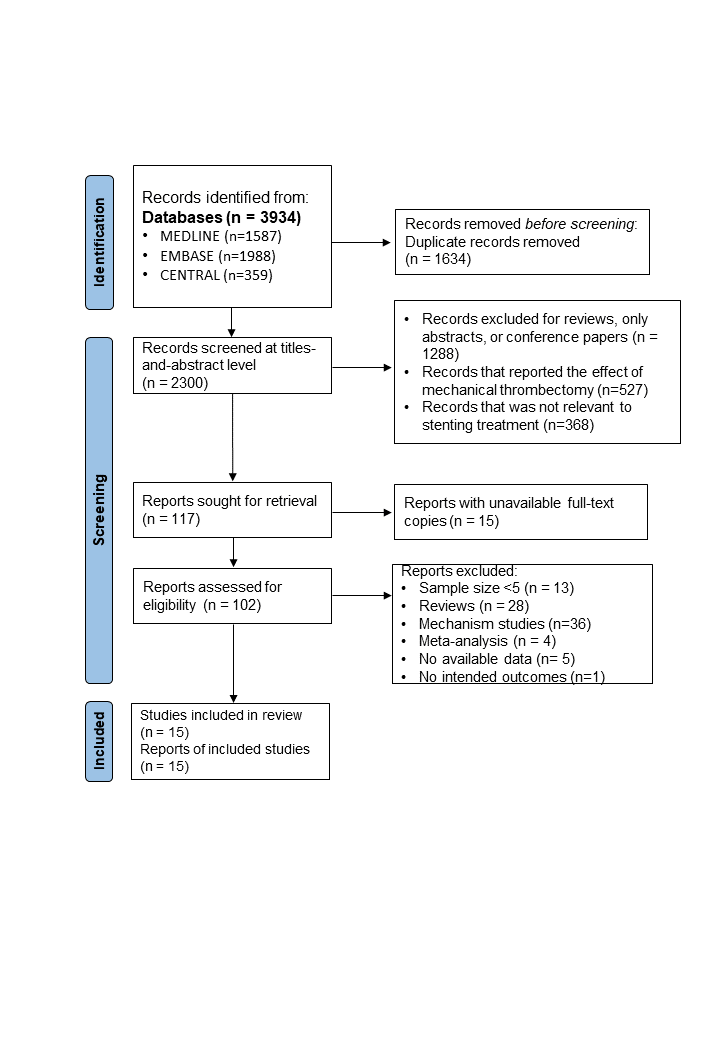 Identification
Records identified from:
Databases (n = 3934)
• MEDLINE (n=1587)
• EMBASE (n=1988)
• CENTRAL (n=359)
Records removed before screening:
Duplicate records removed
(n = 1634)
Screening
Records screened at titles-
and-abstract level
(n = 2300)
• Records excluded for reviews, only
abstracts, or conference papers (n =
1288)
• Records that reported the effect of
mechanical thrombectomy (n=527)
• Records that was not relevant to
stenting treatment (n=368)
Reports sought for retrieval
(n = 117)
Reports with unavailable full-text
copies (n = 15)
Reports assessed for
eligibility (n = 102)
Reports excluded:
• Sample size <5 (n = 13)
• Reviews (n = 28)
• Mechanism studies (n=36)
• Meta-analysis (n = 4)
• No available data (n= 5)
• No intended outcomes (n=1)
Included
Studies included in review
(n = 15)
Reports of included studies
(n = 15)